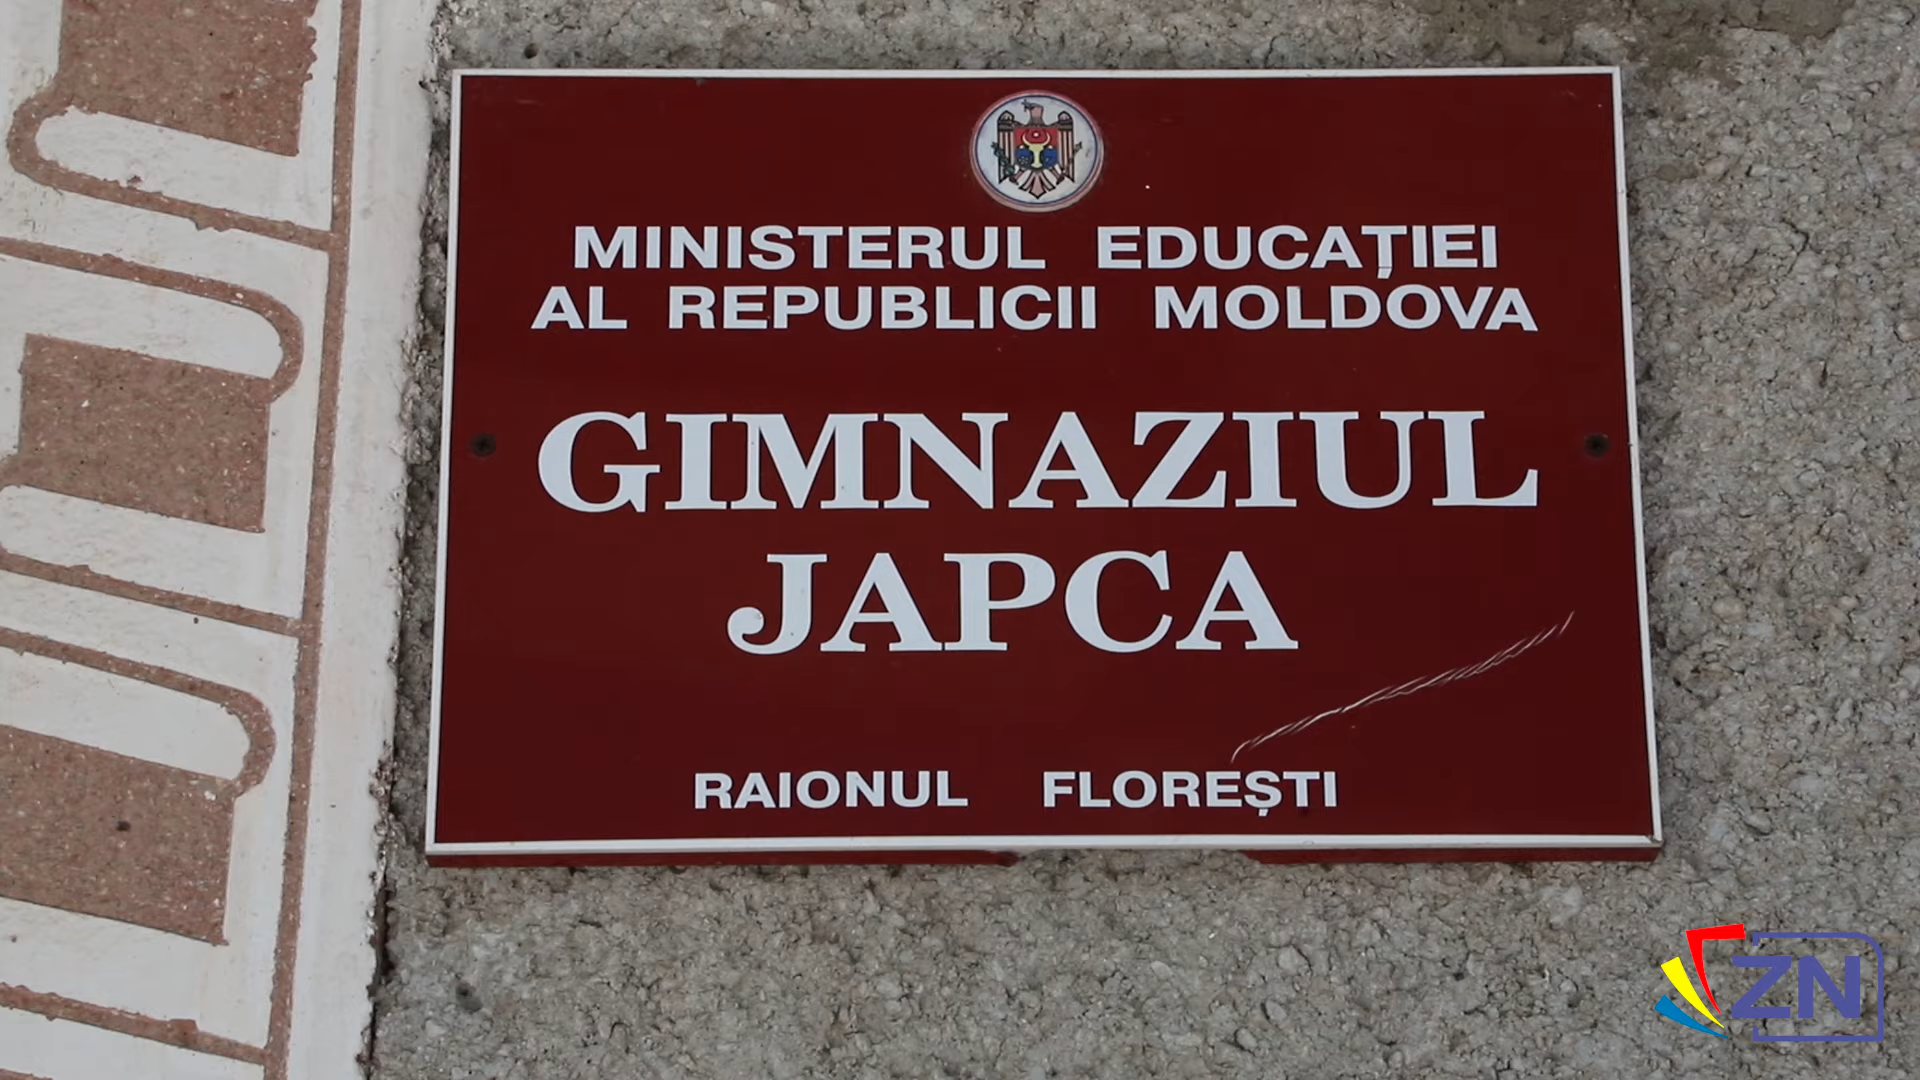 MINISTERUL EDUCAȚIEI
AL REPUBLICII MOLDOVA
GIMNAZIUL
JAPCA
RAIONUL FLOREȘTI
ZN